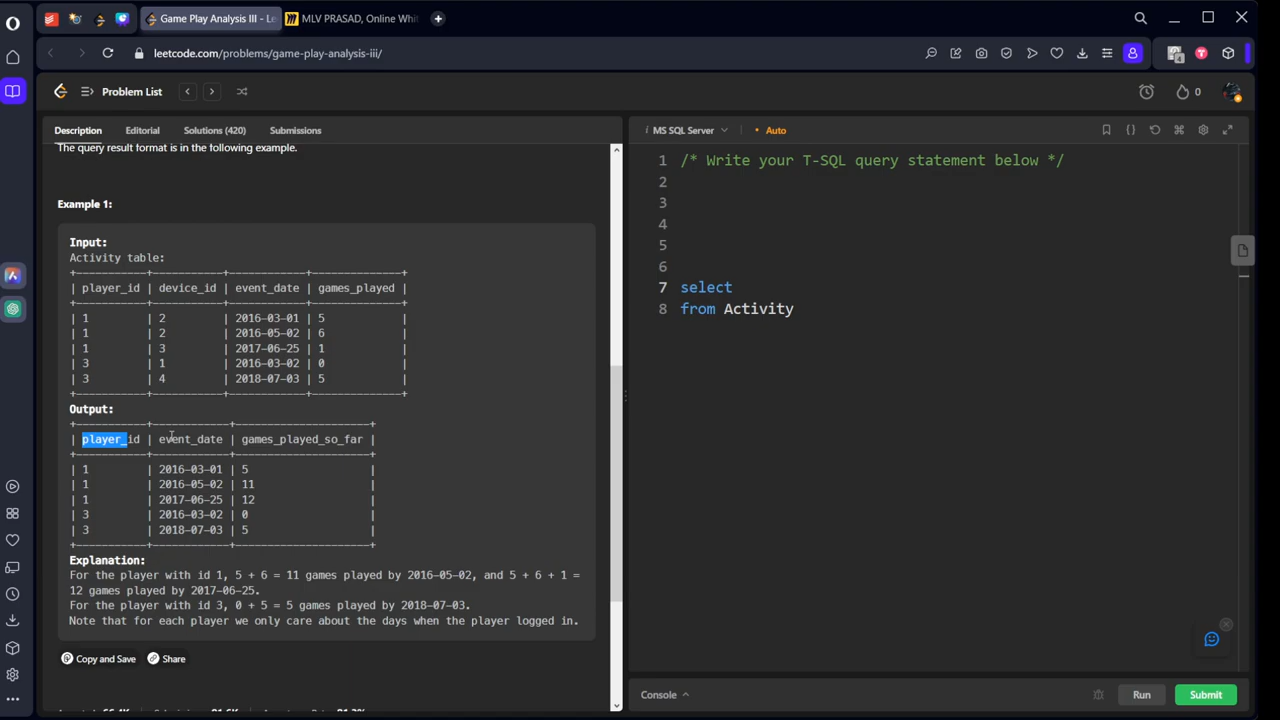 Game Play Analysis III - Le
MLV PRASAD, Online Whit
leetcode.com/problems/game-play-analysis-iii/
4
Problem List
0
Description Editorial Solutions (420) Submissions
MS SQL Server • Auto
The query result format is in the following example.
Example 1:
Input:
Activity table:
+-----------+-----------+------------+--------------+
| player_id | device_id | event_date | games_played |
+-----------+-----------+------------+--------------+
| 1 | 2 | 2016-03-01 | 5 |
| 1 | 2 | 2016-05-02 | 6 |
| 1 | 3 | 2017-06-25 | 1 |
| 3 | 1 | 2016-03-02 | 0 |
| 3 | 4 | 2018-07-03 | 5 |
+-----------+-----------+------------+--------------+
Output:
+-----------+------------+---------------------+
| player_id | event_date | games_played_so_far |
+-----------+------------+---------------------+
| 1 | 2016-03-01 | 5 |
| 1 | 2016-05-02 | 11 |
| 1 | 2017-06-25 | 12 |
| 3 | 2016-03-02 | 0 |
| 3 | 2018-07-03 | 5 |
+-----------+------------+---------------------+
Explanation:
For the player with id 1, 5 + 6 = 11 games played by 2016-05-02, and 5 + 6 + 1 =
12 games played by 2017-06-25.
For the player with id 3, 0 + 5 = 5 games played by 2018-07-03.
Note that for each player we only care about the days when the player logged in.
Copy and Save Share
1 /* Write your T-SQL query statement below */
2
3
4
5
6
7 select
8 from Activity
Console Run Submit